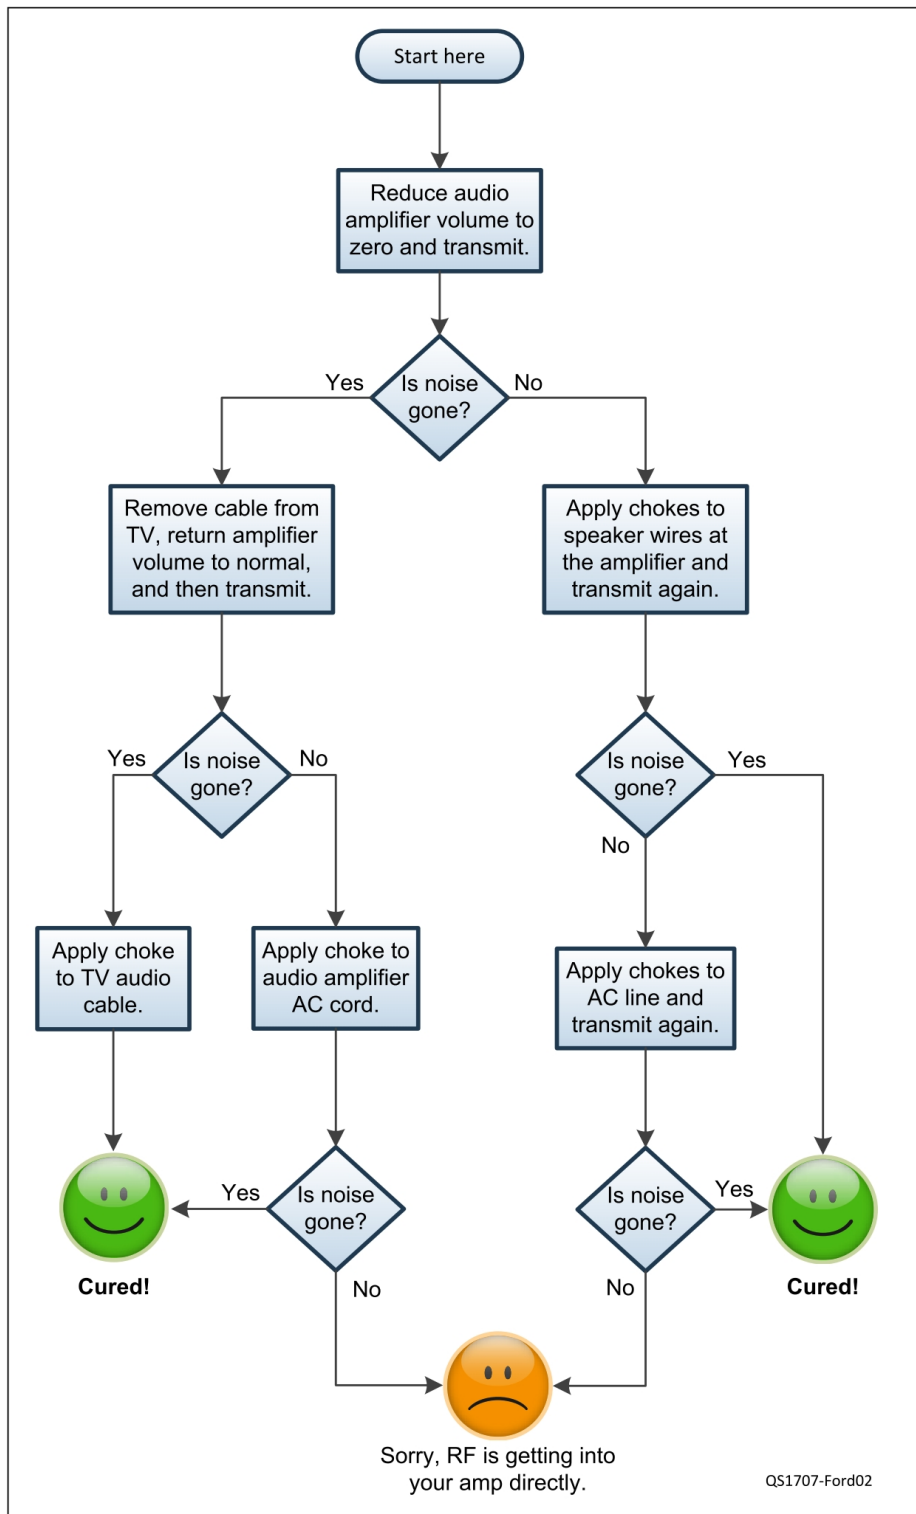 Start here
Reduce audio
amplifier volume to
zero and transmit.
Is noise
gone?
Yes
No
Remove cable from
TV, return amplifier
volume to normal,
and then transmit.
Apply chokes to
speaker wires at
the amplifier and
transmit again.
Is noise
gone?
Yes
No
Is noise
gone?
Yes
No
Apply choke
to TV audio
cable.
Apply choke to
audio amplifier
AC cord.
Apply chokes to
AC line and
transmit again.
Is noise
gone?
Yes
No
Is noise
gone?
Yes
No
Cured!
Cured!
Sorry, RF is getting into
your amp directly.
QS1707-Ford02